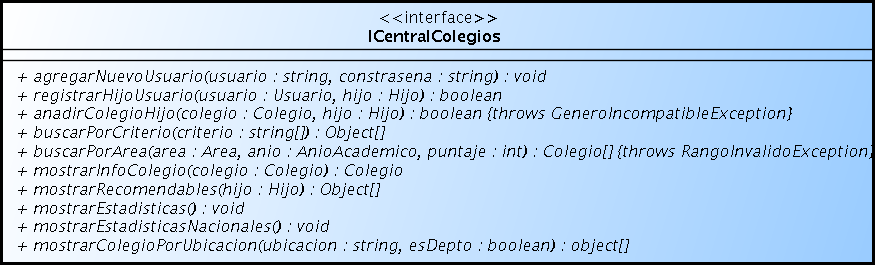 <<interface>>
ICentralColegios
+ agregarNuevoUsuario(usuario : string, constrasena : string) : void
+ registrarHijoUsuario(usuario : Usuario, hijo : Hijo) : boolean
+ anadirColegioHijo(colegio : Colegio, hijo : Hijo) : boolean {throws GeneroIncompatibleException}
+ buscarPorCriterio(criterio : string[]) : Object[]
+ buscarPorArea(area : Area, anio : AnioAcademico, puntaje : int) : Colegio[] {throws RangoInvalidoException}
+ mostrarInfoColegio(colegio : Colegio) : Colegio
+ mostrarRecomendables(hijo : Hijo) : Object[]
+ mostrarEstadisticas() : void
+ mostrarEstadisticasNacionales() : void
+ mostrarColegioPorUbicacion(ubicacion : string, esDepto : boolean) : object[]